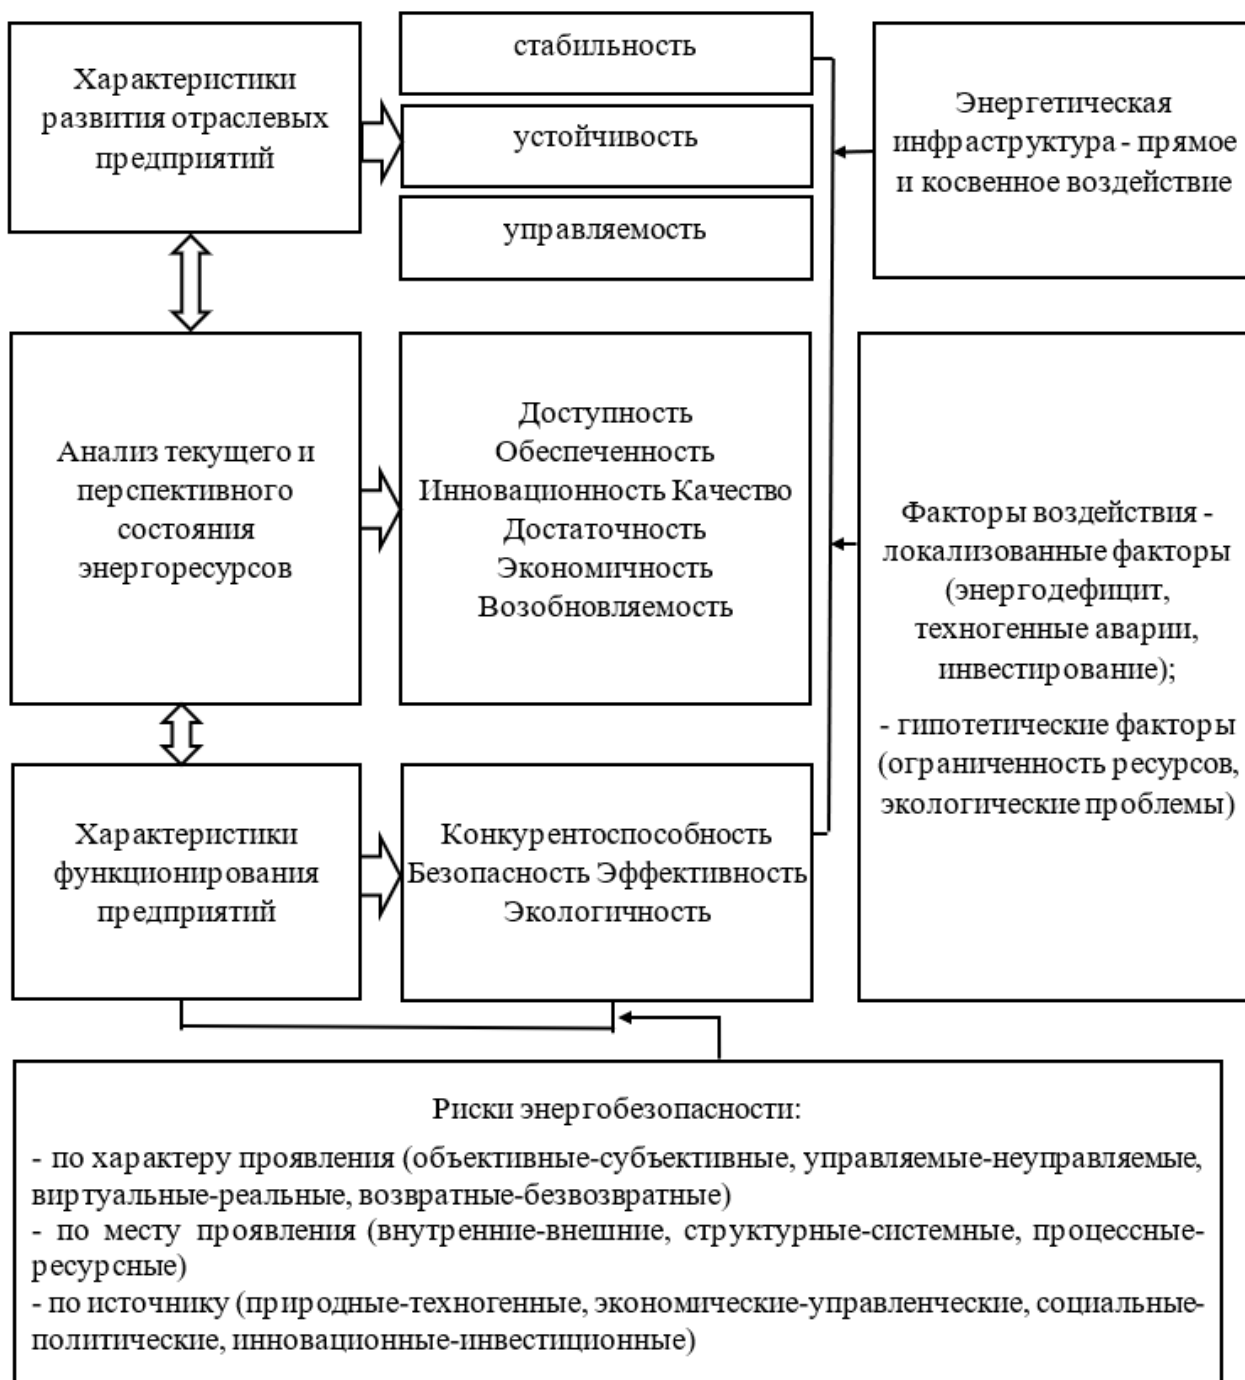 Характеристики
развития отраслевых
предприятий
стабильность
устойчивость
управляемость
Энергетическая
инфраструктура - прямое
и косвенное воздействие
Анализ текущего и
перспективного
состояния
энергоресурсов
Доступность
Обеспеченность
Инновационность Качество
Достаточность
Экономичность
Возобновляемость
Факторы воздействия -
локализованные факторы
(энергодефицит,
техногенные аварии,
инвестирование);
- гипотетические факторы
(ограниченность ресурсов,
экологические проблемы)
Характеристики
функционирования
предприятий
Конкурентоспособность
Безопасность Эффективность
Экологичность
Риски энергобезопасности:
- по характеру проявления (объективные-субъективные, управляемые-неуправляемые,
виртуальные-реальные, возвратные-безвозвратные)
- по месту проявления (внутренние-внешние, структурные-системные, процессные-
ресурсные)
- по источнику (природные-техногенные, экономические-управленческие, социальные-
политические, инновационные-инвестиционные)